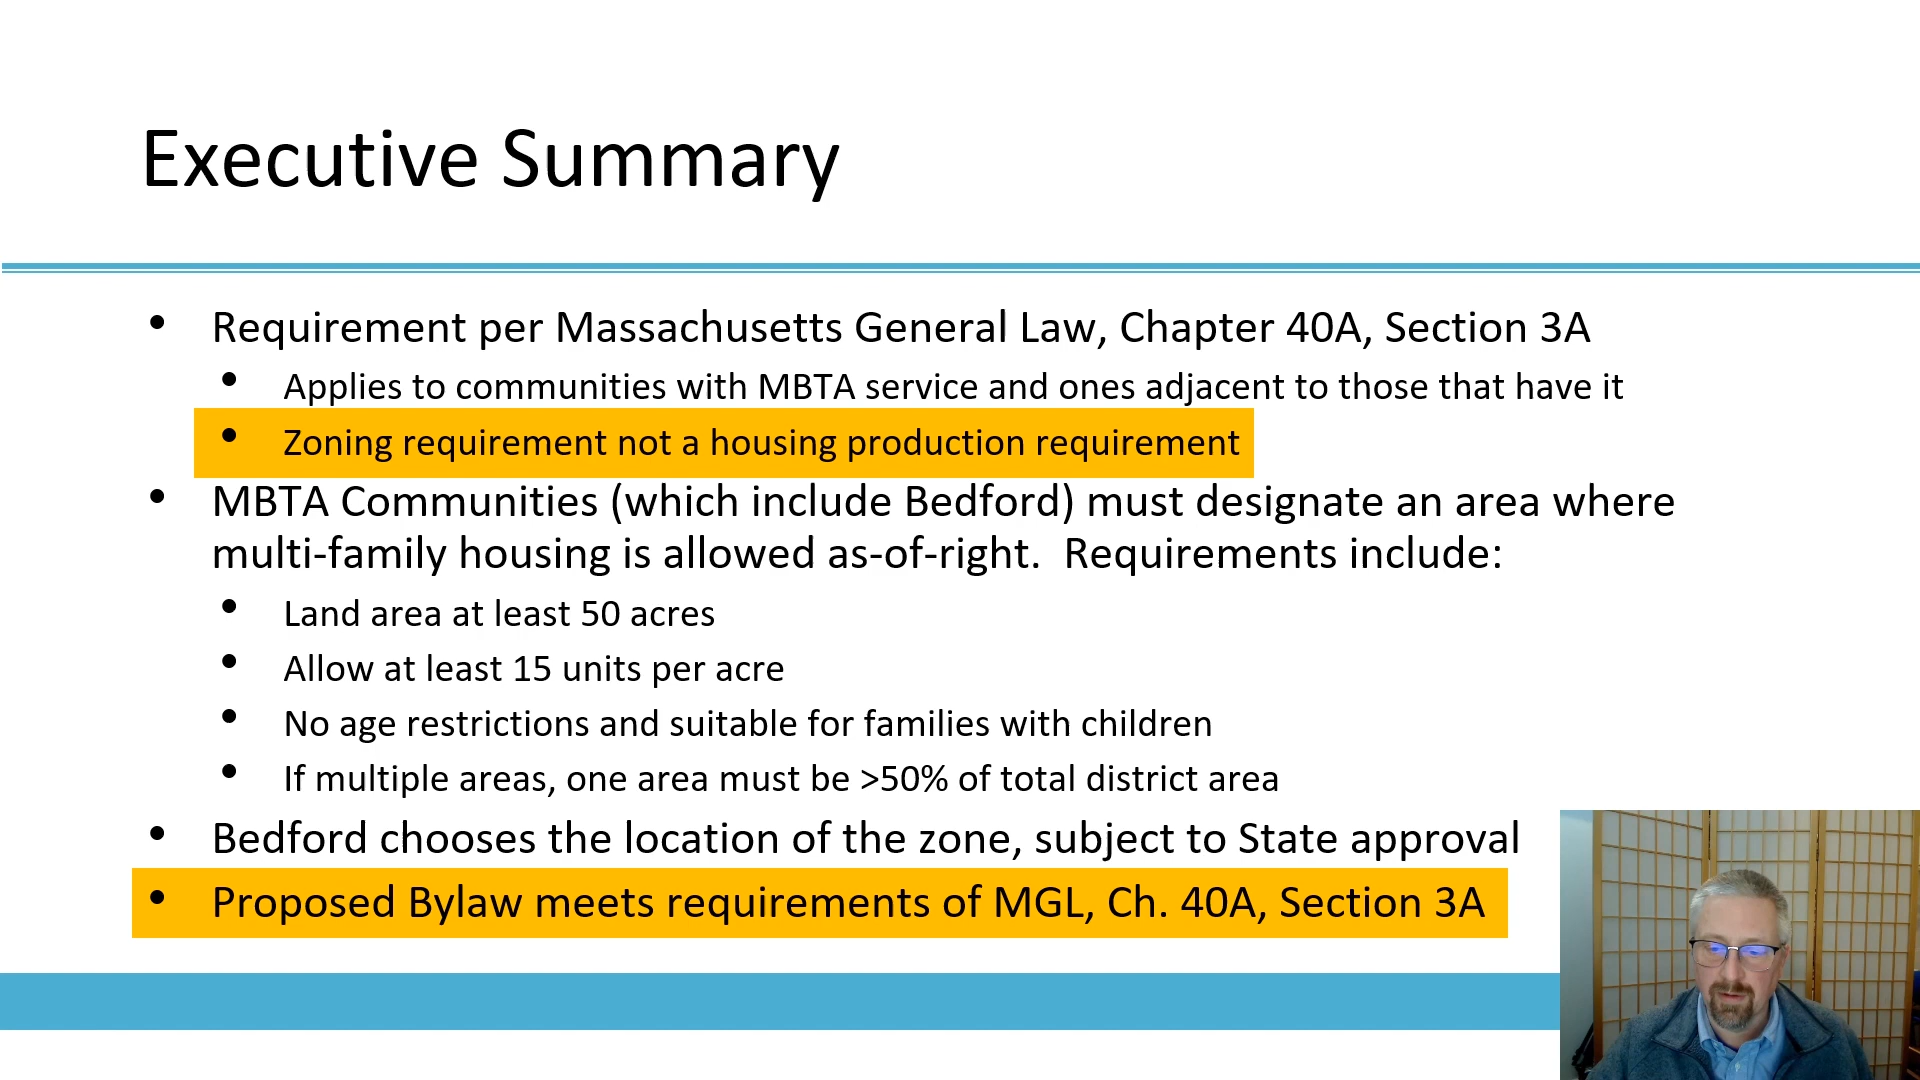 Executive Summary
• Requirement per Massachusetts General Law, Chapter 40A, Section 3A
• Applies to communities with MBTA service and ones adjacent to those that have it
• Zoning requirement not a housing production requirement
• MBTA Communities (which include Bedford) must designate an area where
multi-family housing is allowed as-of-right.  Requirements include:
• Land area at least 50 acres
• Allow at least 15 units per acre
• No age restrictions and suitable for families with children
• If multiple areas, one area must be >50% of total district area
• Bedford chooses the location of the zone, subject to State approval
• Proposed Bylaw meets requirements of MGL, Ch. 40A, Section 3A